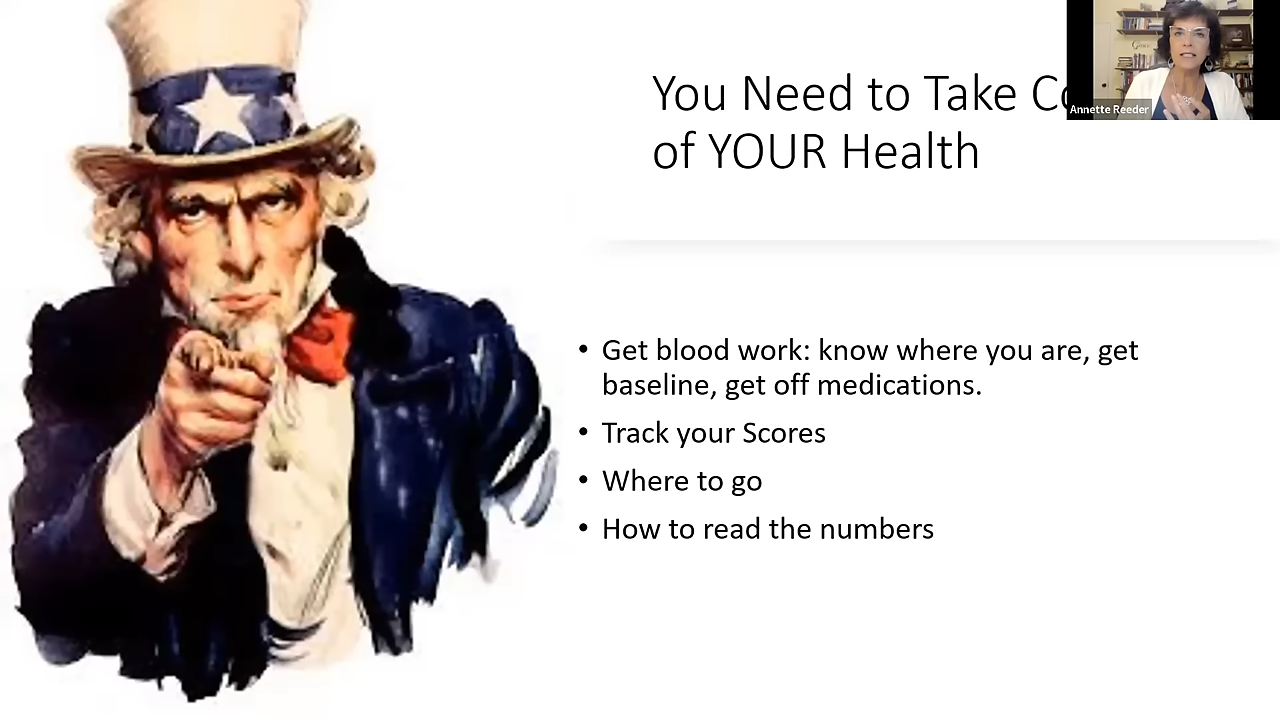 You Need to Take
of YOUR Health
Annette Reeder
• Get blood work: know where you are, get
baseline, get off medications.
• Track your Scores
• Where to go
• How to read the numbers